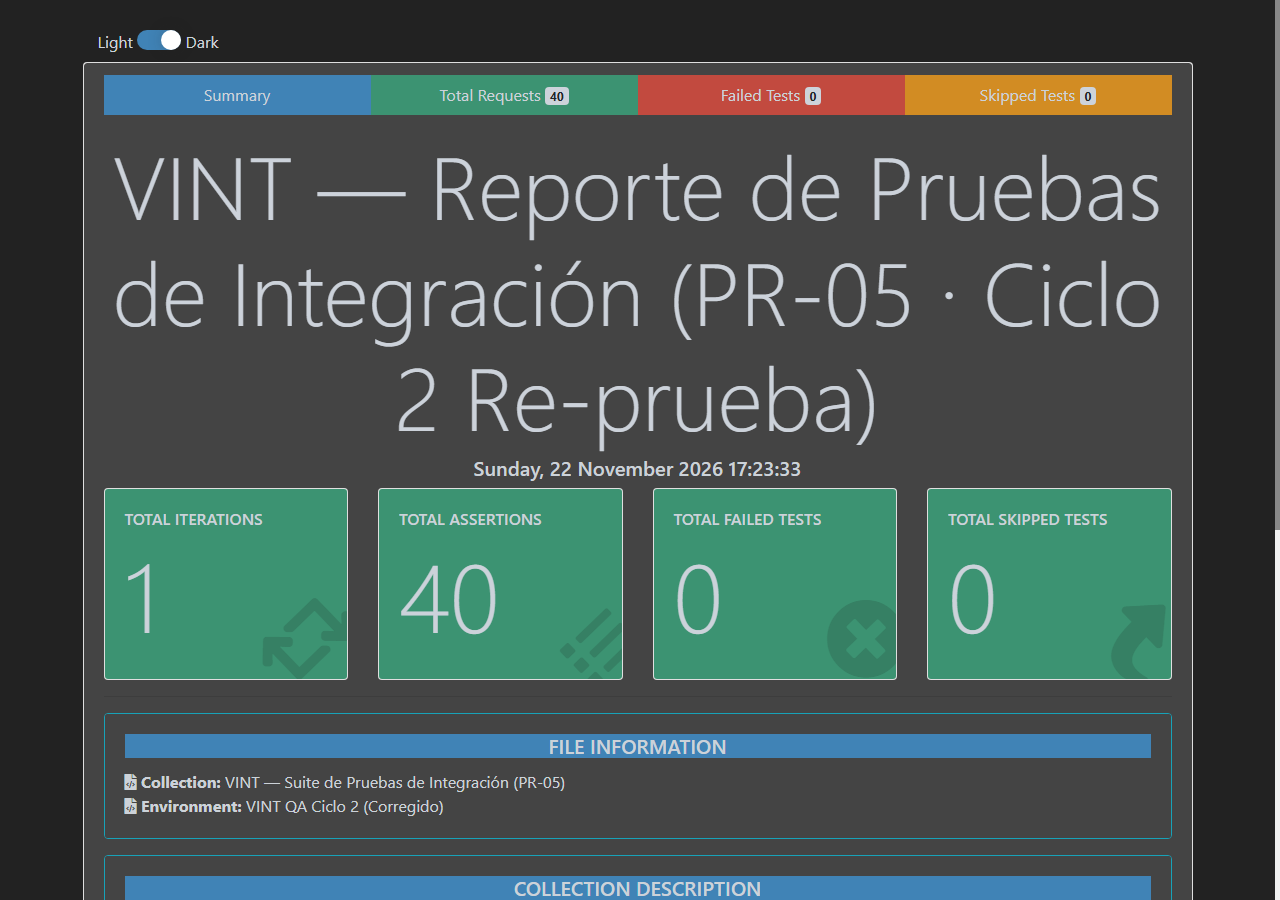 Light Dark
Summary Total Requests 40 Failed Tests 0 Skipped Tests 0
VINT — Reporte de Pruebas
de Integración (PR-05 · Ciclo
2 Re-prueba)
Sunday, 22 November 2026 17:23:33
TOTAL ITERATIONS
1
TOTAL ASSERTIONS
40
TOTAL FAILED TESTS
0
TOTAL SKIPPED TESTS
0
FILE INFORMATION
Collection: VINT — Suite de Pruebas de Integración (PR-05)
Environment: VINT QA Ciclo 2 (Corregido)
COLLECTION DESCRIPTION